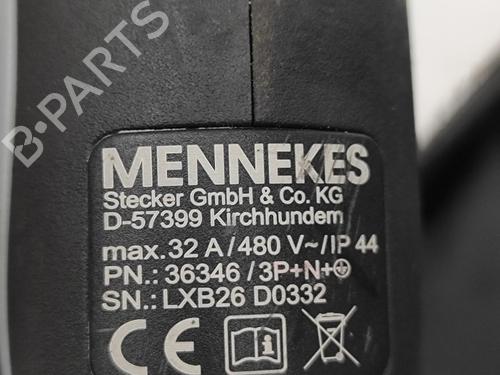 B-PARTS
MENNEKES
Stecker GmbH & Co. KG
D-57399 Kirchhundem
max. 32 A / 480 V ~ / IP 44
PN.: 36346 / 3P+N+⏚
SN.: LXB26 D0332
CE
i